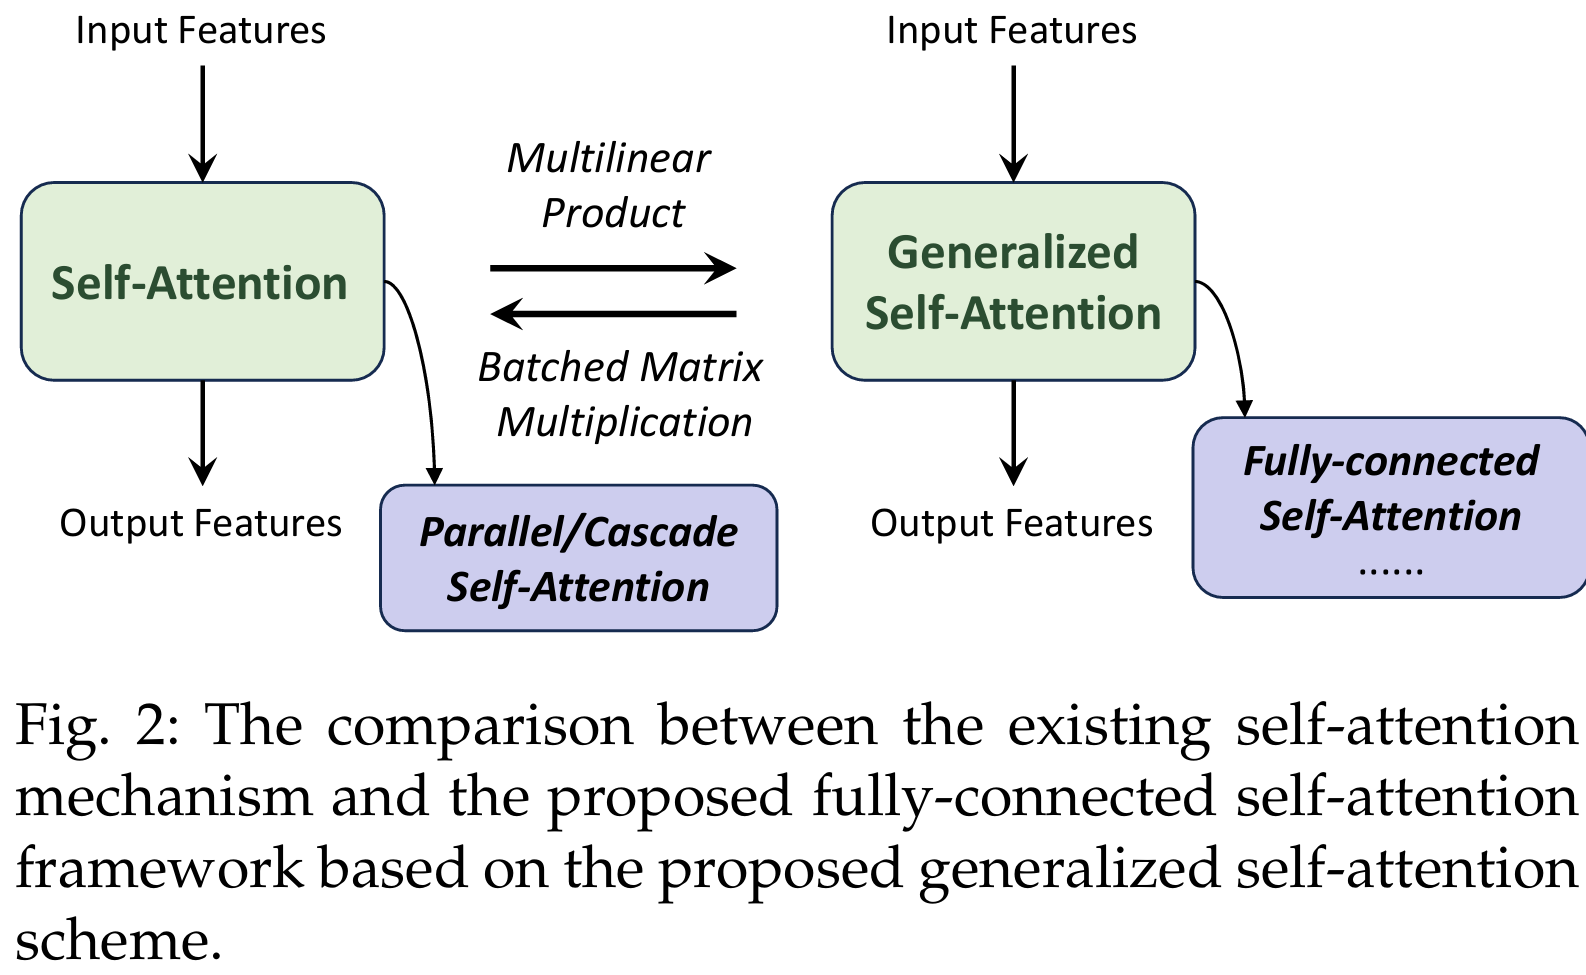 Input Features
Self-Attention
Output Features
Parallel/Cascade
Self-Attention
Multilinear
Product
Batched Matrix
Multiplication
Input Features
Generalized
Self-Attention
Output Features
Fully-connected
Self-Attention
......
Fig. 2: The comparison between the existing self-attention
mechanism and the proposed fully-connected self-attention
framework based on the proposed generalized self-attention
scheme.